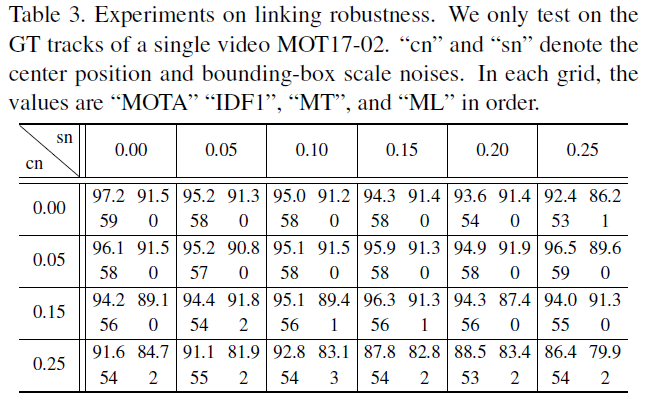 Table 3. Experiments on linking robustness. We only test on the
GT tracks of a single video MOT17-02. “cn” and “sn” denote the
center position and bounding-box scale noises. In each grid, the
values are “MOTA” “IDF1”, “MT”, and “ML” in order.
sn
cn 0.00 0.05 0.10 0.15 0.20 0.25
0.00 97.2 91.5 95.2 91.3 95.0 91.2 94.3 91.4 93.6 91.4 92.4 86.2
59 0 58 0 58 0 58 0 54 0 53 1
0.05 96.1 91.5 95.2 90.8 95.1 91.5 95.9 91.3 94.9 91.9 96.5 89.6
58 0 57 0 58 0 58 0 58 0 59 0
0.15 94.2 89.1 94.4 91.8 95.1 89.4 96.3 91.3 94.3 87.4 94.0 91.3
56 0 54 2 56 1 56 1 56 0 55 0
0.25 91.6 84.7 91.1 81.9 92.8 83.1 87.8 82.8 88.5 83.4 86.4 79.9
54 2 55 2 54 3 54 2 53 2 54 2